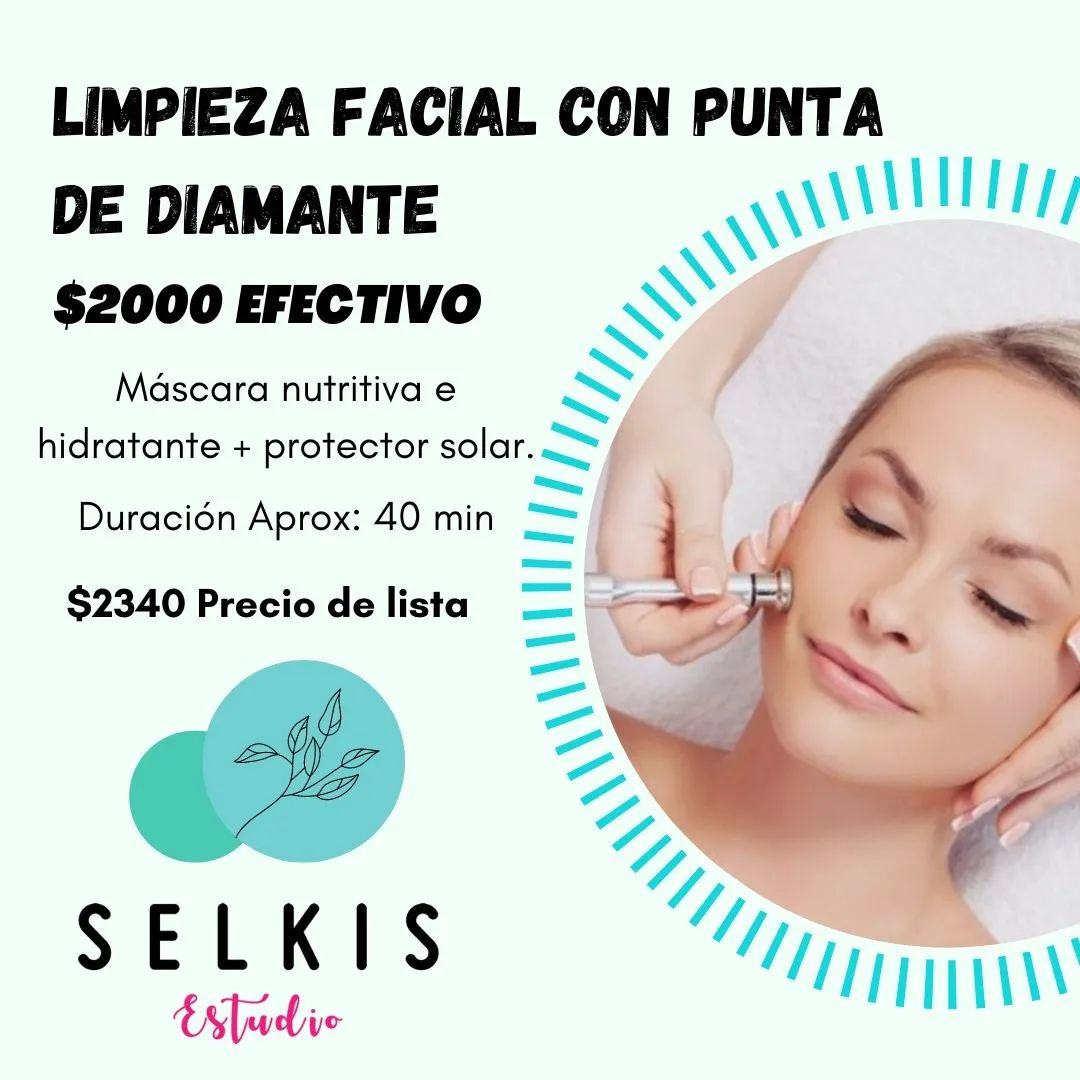 LIMPIEZA FACIAL CON PUNTA
DE DIAMANTE
$2000 EFECTIVO
Máscara nutritiva e
hidratante + protector solar.
Duración Aprox: 40 min
$2340 Precio de lista
SELKIS
Estudio